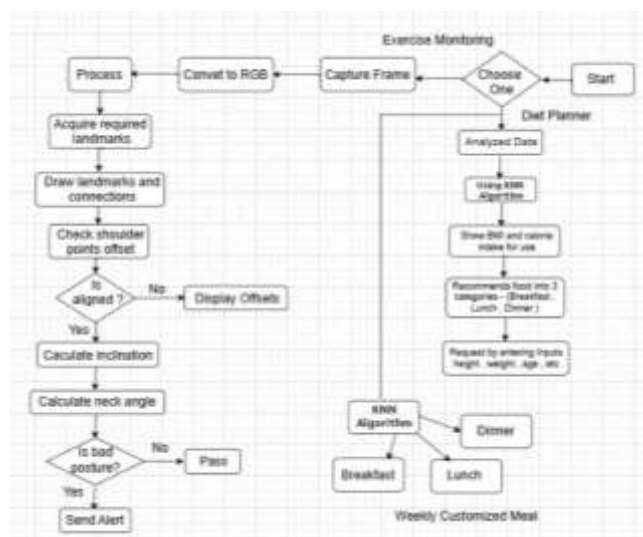 Exercise Monitoring
Process
Convet to RGB
Capture Frame
Choose
One
Start
Diet Planner
Acquire required
landmarks
Analyzed Data
Draw landmarks and
connections
Using KNN
Algorithm
Check shoulder
points offset
Show BMI and calorie
intake for use
Is
aligned ?
No
Display Offsets
Recommends food into 3
categories-- (Breakfast ,
Lunch , Dinner )
Yes
Caculate inclination
Request by entering Inputs
height , weight , age , etc
Calculate neck angle
KNN
Algorithm
Dinner
Is bad
posture?
No
Pass
Breakfast
Lunch
Yes
Send Alert
Weekly Customized Meal